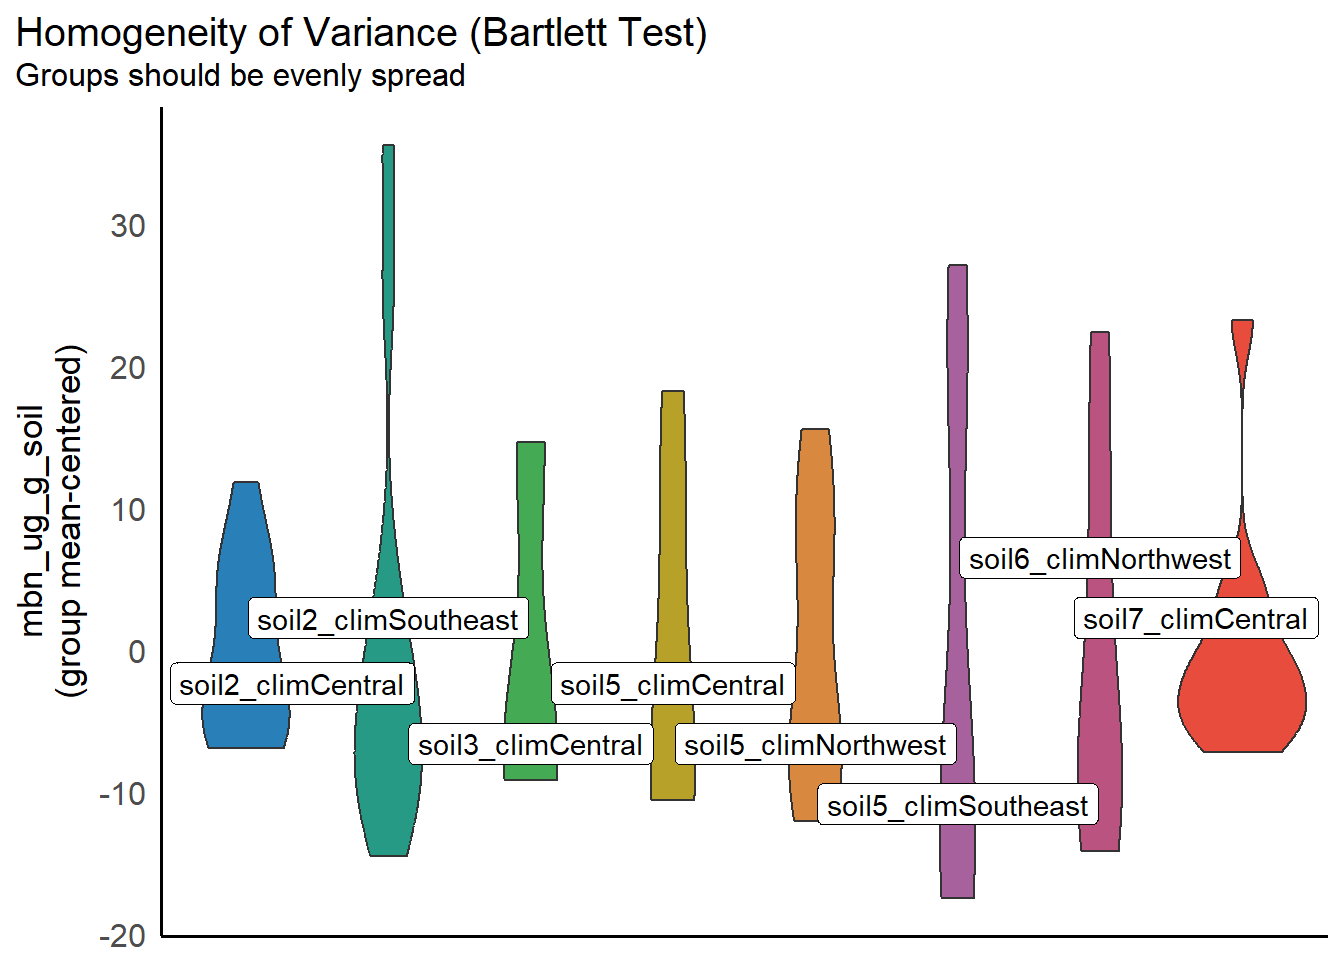 Homogeneity of Variance (Bartlett Test)
Groups should be evenly spread
mbn_ug_g_soil
(group mean-centered)
30
20
10
0
-10
-20
soil2_climCentral
soil2_climSoutheast
soil3_climCentral
soil5_climCentral
soil5_climNorthwest
soil5_climSoutheast
soil6_climNorthwest
soil7_climCentral